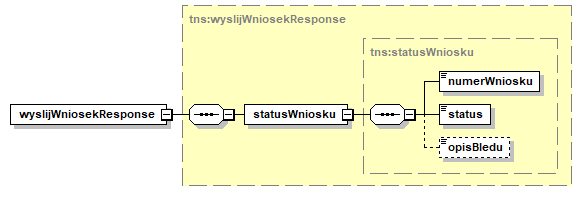 tns:wyslijWniosekResponse
tns:statusWniosku
numerWniosku
wyslijWniosekResponse
statusWniosku
status
opisBledu